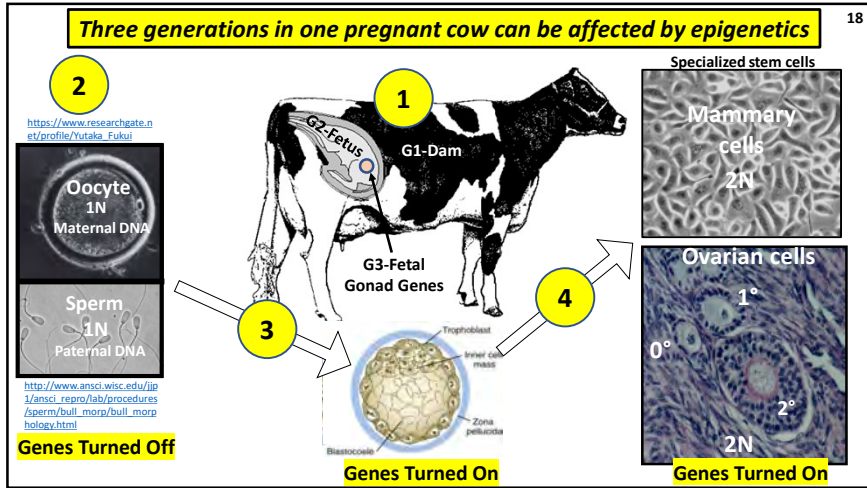 Three generations in one pregnant cow can be affected by epigenetics
18
2
https://www.researchgate.n
et/profile/Yutaka_Fukui
Oocyte
1N
Maternal DNA
Sperm
1N
Paternal DNA
http://www.ansci.wisc.edu/jjp
1/ansci_repro/lab/procedures
/sperm/bull_morp/bull_morp
hology.html
Genes Turned Off
1
G2-Fetus
G1-Dam
G3-Fetal
Gonad Genes
3
Trophoblast
Inner cell
mass
Zona
pellucida
Blastocoele
Genes Turned On
4
Specialized stem cells
Mammary
cells
2N
Ovarian cells
1°
0°
2°
2N
Genes Turned On